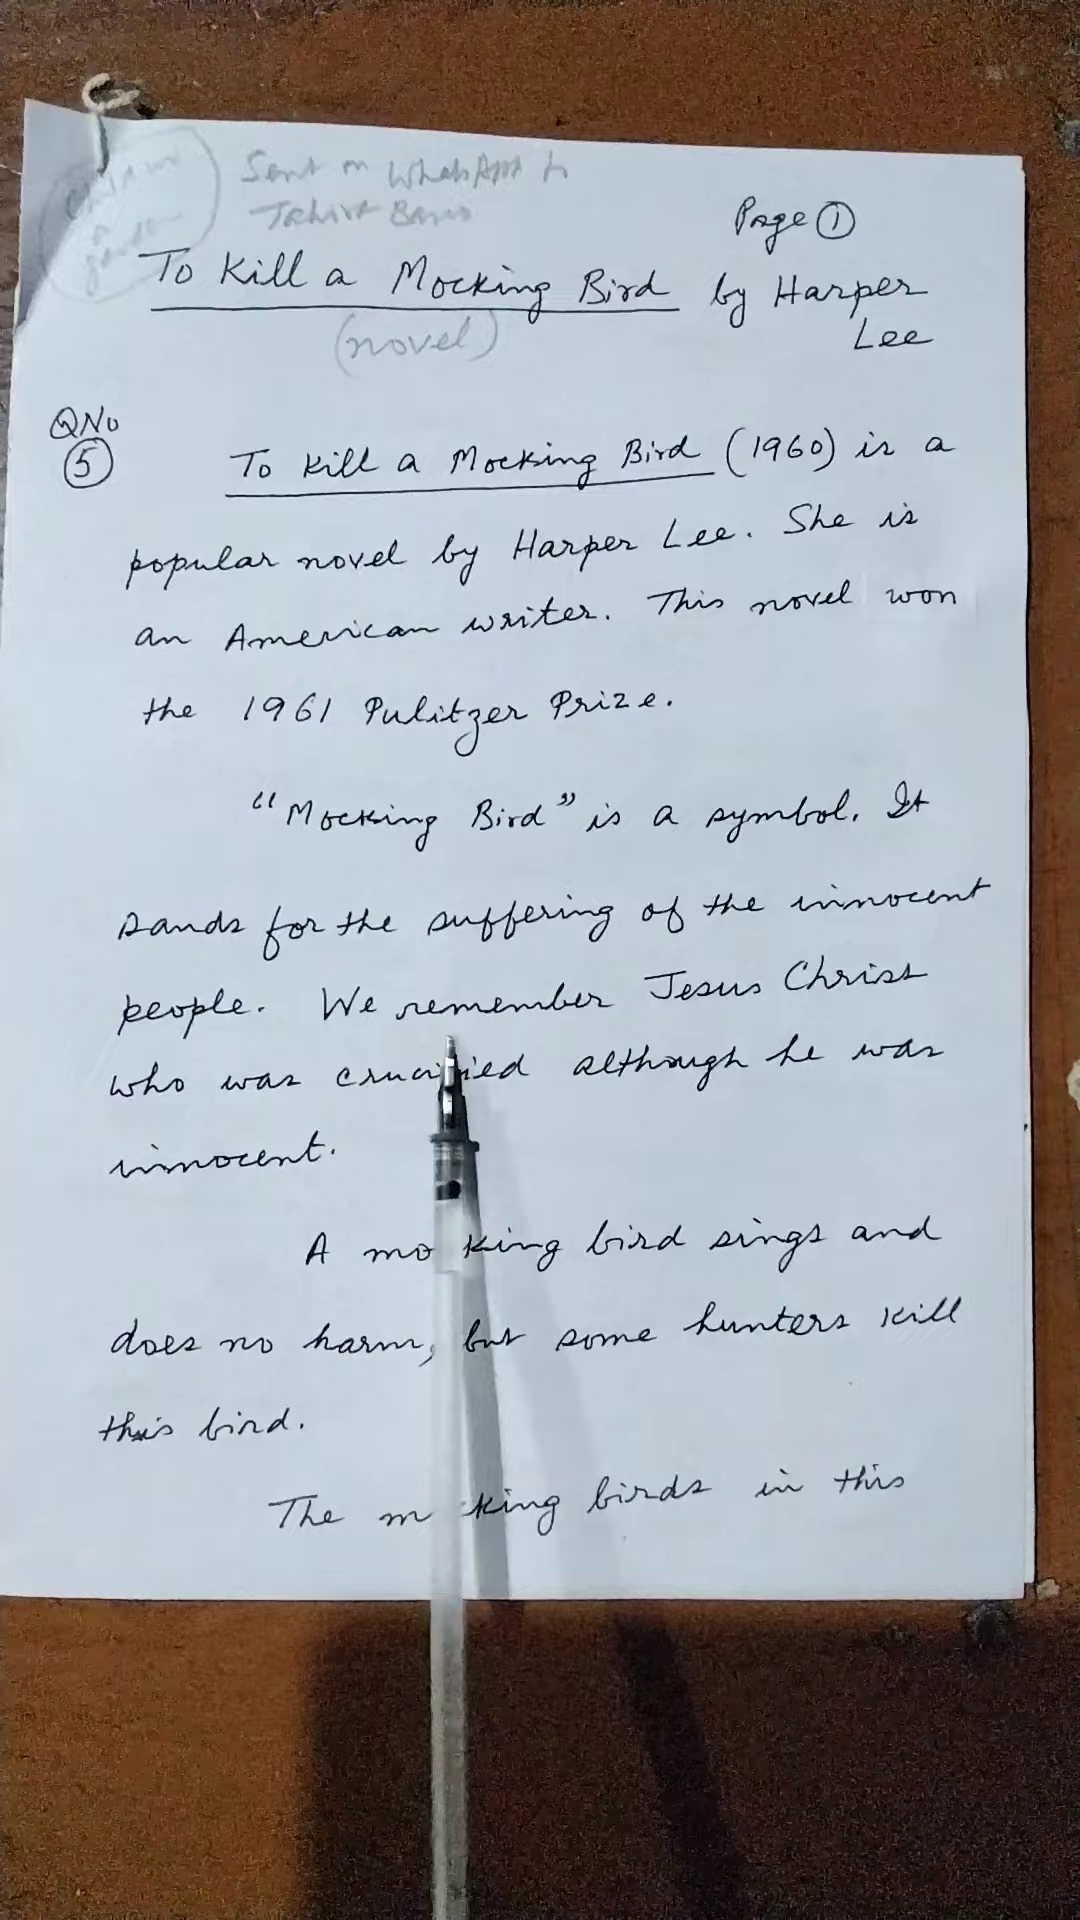 Sent on WhatsApp to
Page 1
To Kill a Mocking Bird by Harper
Lee
(novel)
QNo
5
To Kill a Mocking Bird (1960) is a
popular novel by Harper Lee. She is
an American writer. This novel won
the 1961 Pulitzer Prize.
"Mocking Bird" is a symbol. It
sands for the suffering of the innocent
people. We remember Jesus Christ
who was crucified although he was
innocent.
A mo king bird sings and
does no harm, but some hunters kill
this bird.
The m king birds in this